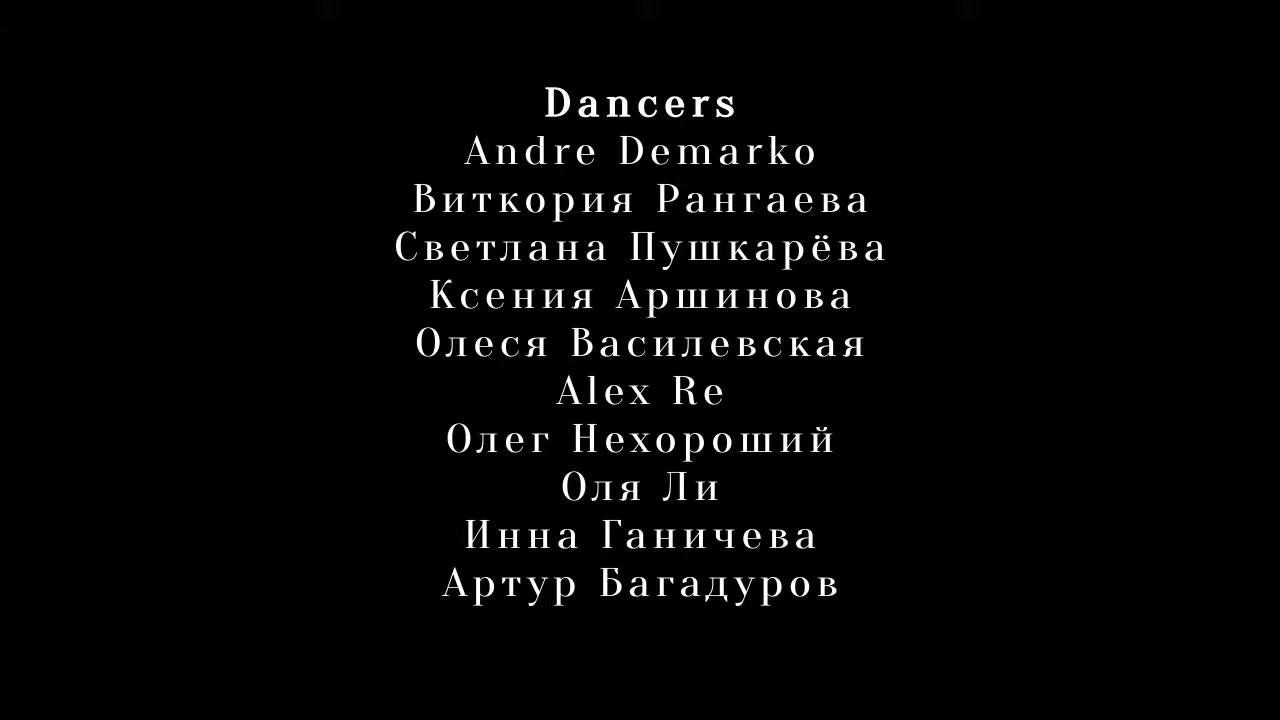 Dancers
Andre Demarko
Виткория Рангаева
Светлана Пушкарёва
Ксения Аршинова
Олеся Василевская
Alex Re
Олег Нехороший
Оля Ли
Инна Ганичева
Артур Багадуров